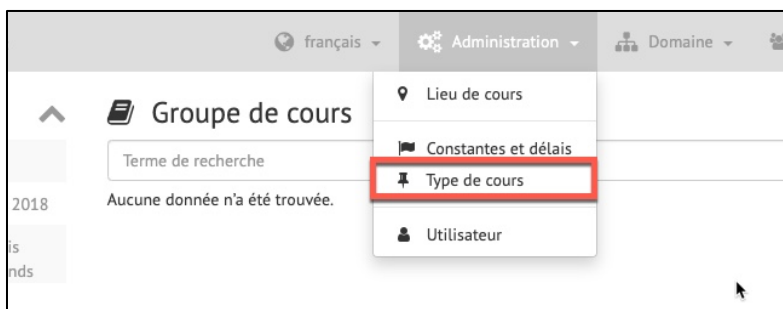 français Administration Domaine
Groupe de cours
Lieu de cours
Constantes et délais
Type de cours
Utilisateur
Terme de recherche
Aucune donnée n'a été trouvée.
2018
is
nds